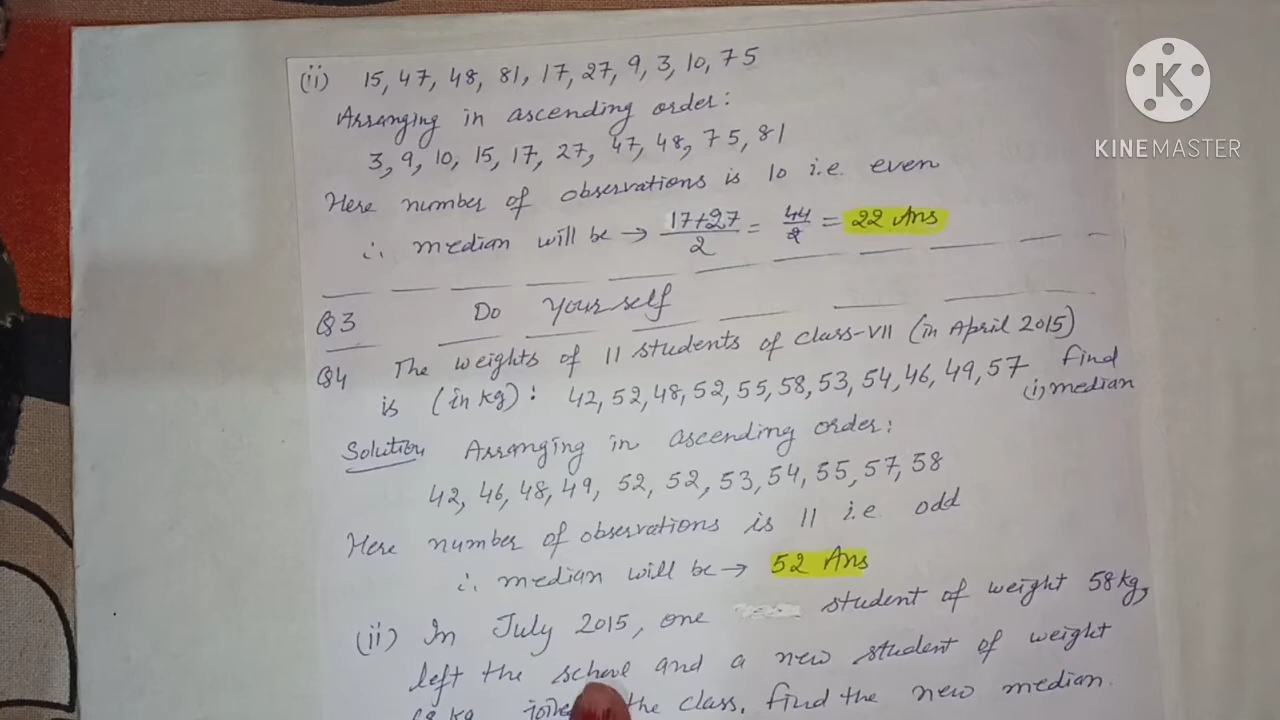 (ii) 15, 47, 48, 81, 17, 27, 9, 3, 10, 75
Arranging in ascending order:
3, 9, 10, 15, 17, 27, 47, 48, 75, 81
Here number of observations is 10 i.e. even
∴ median will be → 17+27/2 = 44/2 = 22 Ans
Q3 Do Yourself
Q4 The weights of 11 students of class-VII (in April 2015)
is (in kg): 42, 52, 48, 52, 55, 58, 53, 54, 46, 49, 57 find
(i) median
Solution Arranging in ascending order:
42, 46, 48, 49, 52, 52, 53, 54, 55, 57, 58
Here number of observations is 11 i.e odd
∴ median will be → 52 Ans
(ii) In July 2015, one student of weight 58kg,
left the school and a new student of weight
kg the class, find the new median.
KINEMASTER